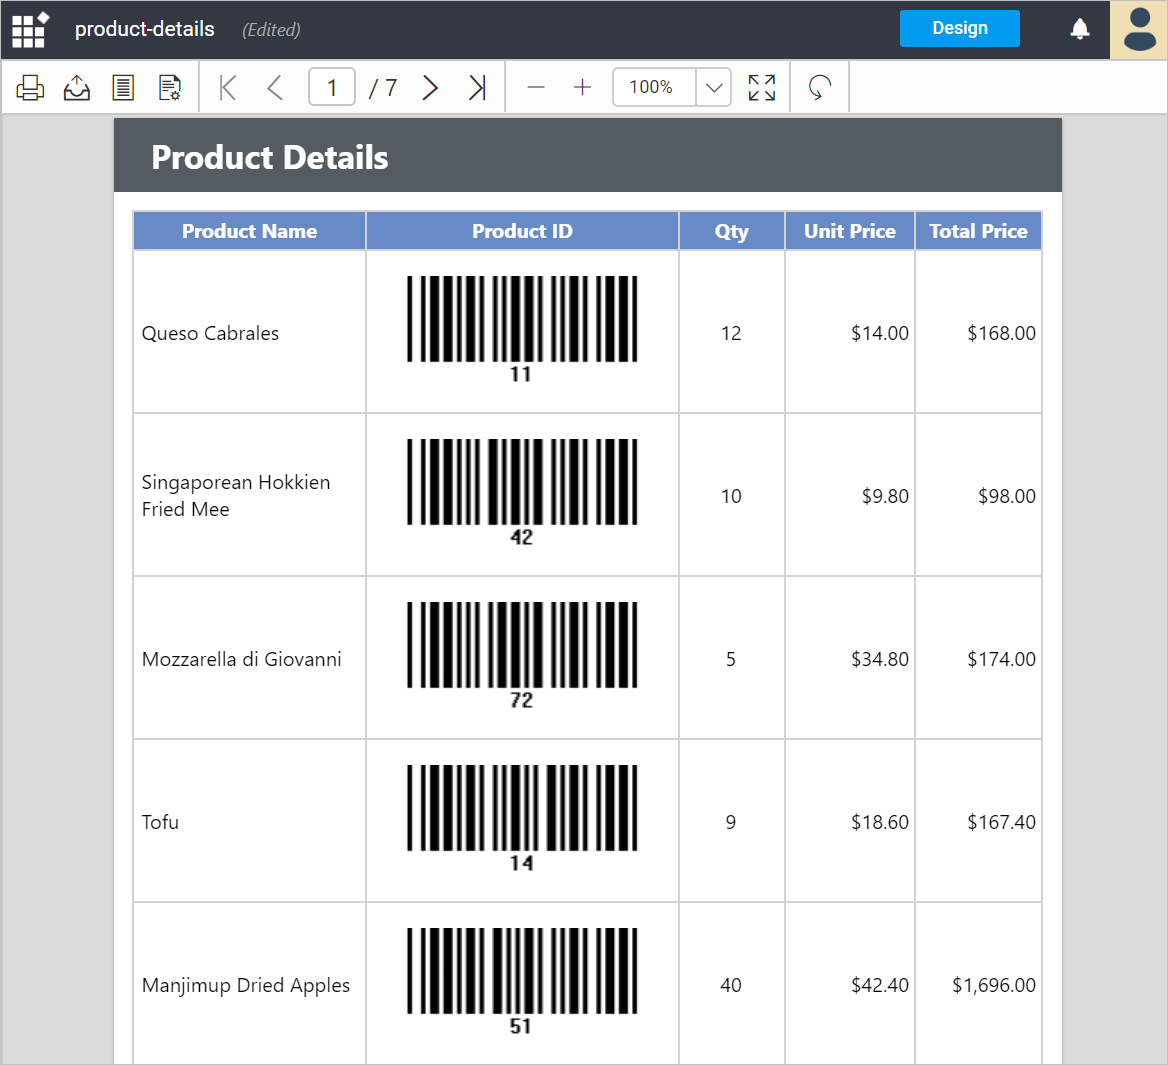 product-details (Edited) Design
1 / 7 100%
Product Details
Product Name Product ID Qty Unit Price Total Price
Queso Cabrales 11 12 $14.00 $168.00
Singaporean Hokkien
Fried Mee 42 10 $9.80 $98.00
Mozzarella di Giovanni 72 5 $34.80 $174.00
Tofu 14 9 $18.60 $167.40
Manjimup Dried Apples 51 40 $42.40 $1,696.00